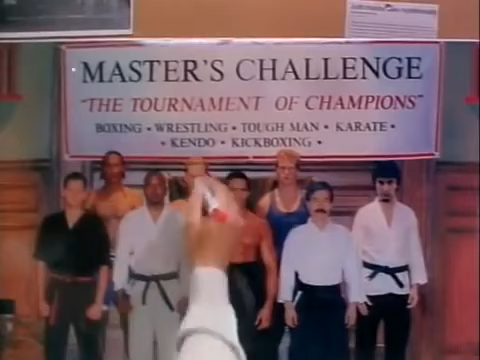 MASTER'S CHALLENGE
"THE TOURNAMENT OF CHAMPIONS"
BOXING • WRESTLING • TOUGH MAN • KARATE •
• KENDO • KICKBOXING •